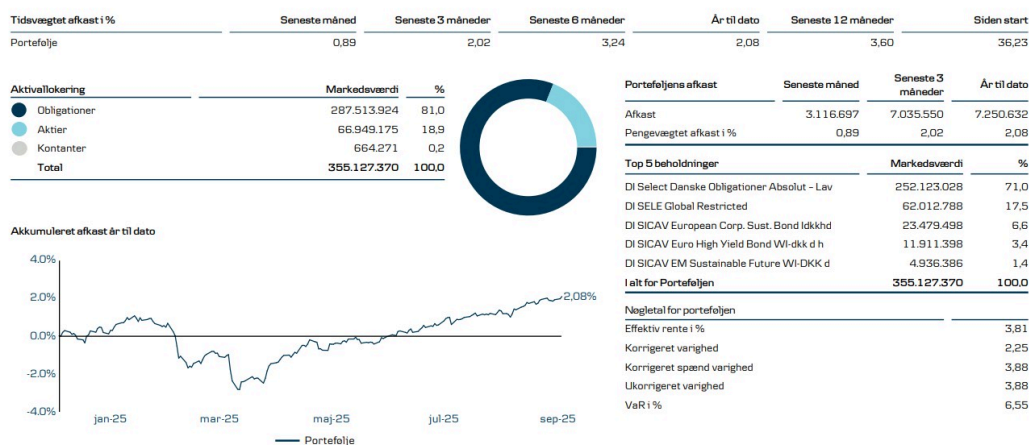 Tidsvægtet afkast i % Seneste måned Seneste 3 måneder Seneste 6 måneder År til dato Seneste 12 måneder Siden start
Portefølje 0,89 2,02 3,24 2,08 3,60 36,23
Aktivallokering Markedsværdi %
Obligationer 287.513.924 81,0
Aktier 66.949.175 18,9
Kontanter 664.271 0,2
Total 355.127.370 100,0
Akkumuleret afkast år til dato
4.0%
2.0%
0.0%
-2.0%
-4.0%
2,08%
jan-25 mar-25 maj-25 jul-25 sep-25
Portefølje
Porteføljens afkast Seneste måned Seneste 3 måneder År til dato
Afkast 3.116.697 7.035.550 7.250.632
Pengevægtet afkast i % 0,89 2,02 2,08
Top 5 beholdninger Markedsværdi %
DI Select Danske Obligationer Absolut - Lav 252.123.028 71,0
DI SELE Global Restricted 62.012.788 17,5
DI SICAV European Corp. Sust. Bond Idkkhd 23.479.498 6,6
DI SICAV Euro High Yield Bond WI-dkk d h 11.911.398 3,4
DI SICAV EM Sustainable Future WI-DKK d 4.936.386 1,4
I alt for Porteføljen 355.127.370 100,0
Nøgletal for porteføljen
Effektiv rente i % 3,81
Korrigeret varighed 2,25
Korrigeret spænd varighed 3,88
Ukorrigeret varighed 3,88
VaR i % 6,55